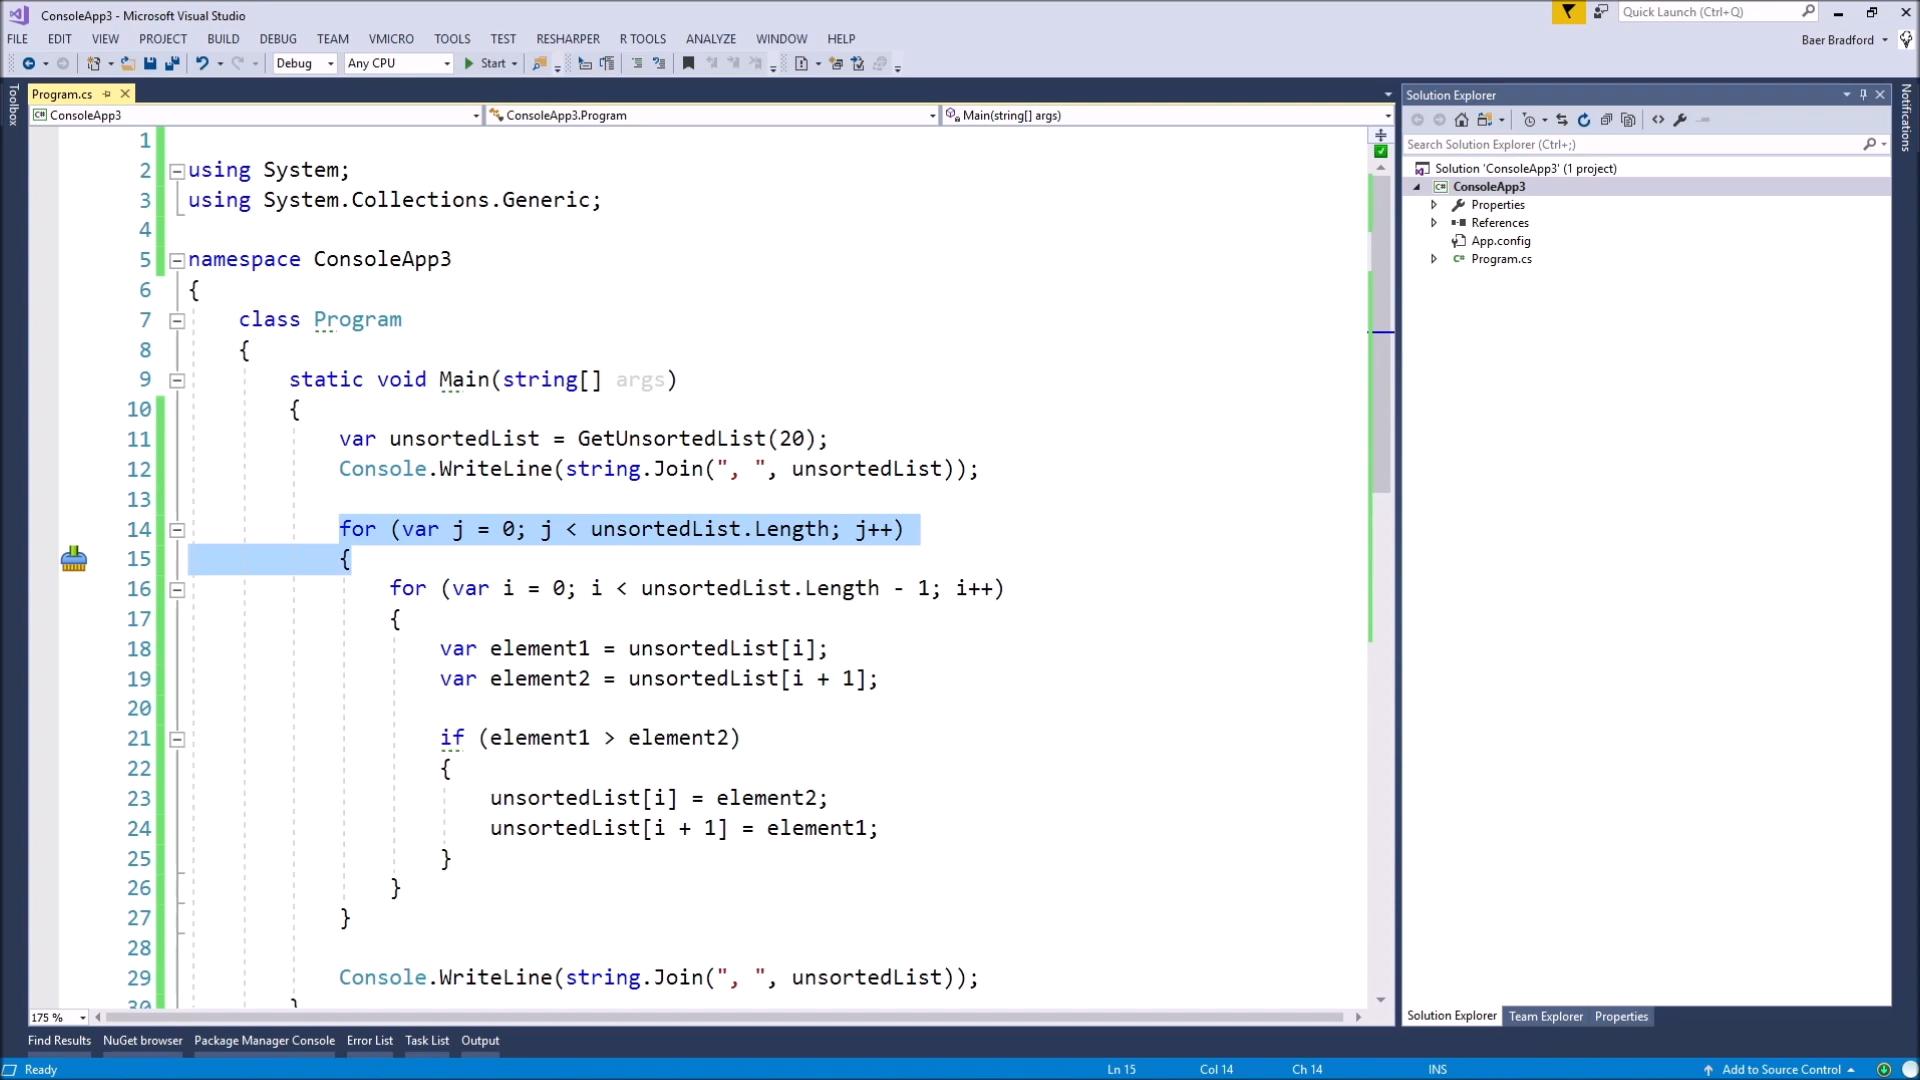 ConsoleApp3 - Microsoft Visual Studio
Quick Launch (Ctrl+Q)
FILE EDIT VIEW PROJECT BUILD DEBUG TEAM VMICRO TOOLS TEST RESHARPER R TOOLS ANALYZE WINDOW HELP
Baer Bradford
Debug Any CPU Start
Toolbox
Program.cs
ConsoleApp3 ConsoleApp3.Program Main(string[] args)
1
2 using System;
3 using System.Collections.Generic;
4
5 namespace ConsoleApp3
6 {
7 class Program
8 {
9 static void Main(string[] args)
10 {
11 var unsortedList = GetUnsortedList(20);
12 Console.WriteLine(string.Join(", ", unsortedList));
13
14 for (var j = 0; j < unsortedList.Length; j++)
15 {
16 for (var i = 0; i < unsortedList.Length - 1; i++)
17 {
18 var element1 = unsortedList[i];
19 var element2 = unsortedList[i + 1];
20
21 if (element1 > element2)
22 {
23 unsortedList[i] = element2;
24 unsortedList[i + 1] = element1;
25 }
26 }
27 }
28
29 Console.WriteLine(string.Join(", ", unsortedList));
30 }
175 %
Solution Explorer
Search Solution Explorer (Ctrl+;)
Solution 'ConsoleApp3' (1 project)
ConsoleApp3
Properties
References
App.config
Program.cs
Notifications
Solution Explorer Team Explorer Properties
Find Results NuGet browser Package Manager Console Error List Task List Output
Ready Ln 15 Col 14 Ch 14 INS Add to Source Control